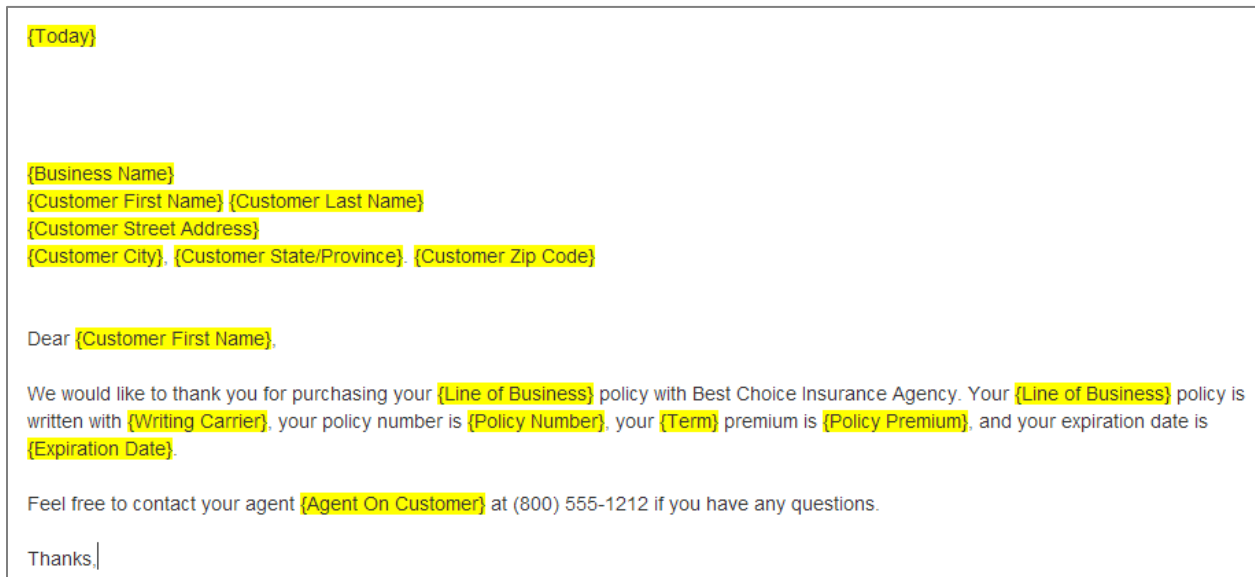 {Today}
{Business Name}
{Customer First Name} {Customer Last Name}
{Customer Street Address}
{Customer City}, {Customer State/Province}. {Customer Zip Code}
Dear {Customer First Name},
We would like to thank you for purchasing your {Line of Business} policy with Best Choice Insurance Agency. Your {Line of Business} policy is
written with {Writing Carrier}, your policy number is {Policy Number}, your {Term} premium is {Policy Premium}, and your expiration date is
{Expiration Date}.
Feel free to contact your agent {Agent On Customer} at (800) 555-1212 if you have any questions.
Thanks,